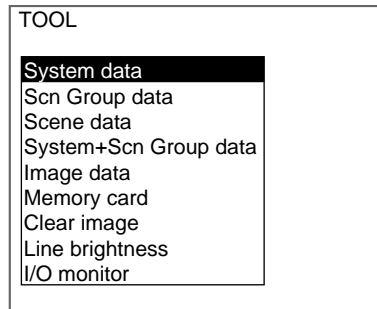 TOOL
System data
Scn Group data
Scene data
System+Scn Group data
Image data
Memory card
Clear image
Line brightness
I/O monitor